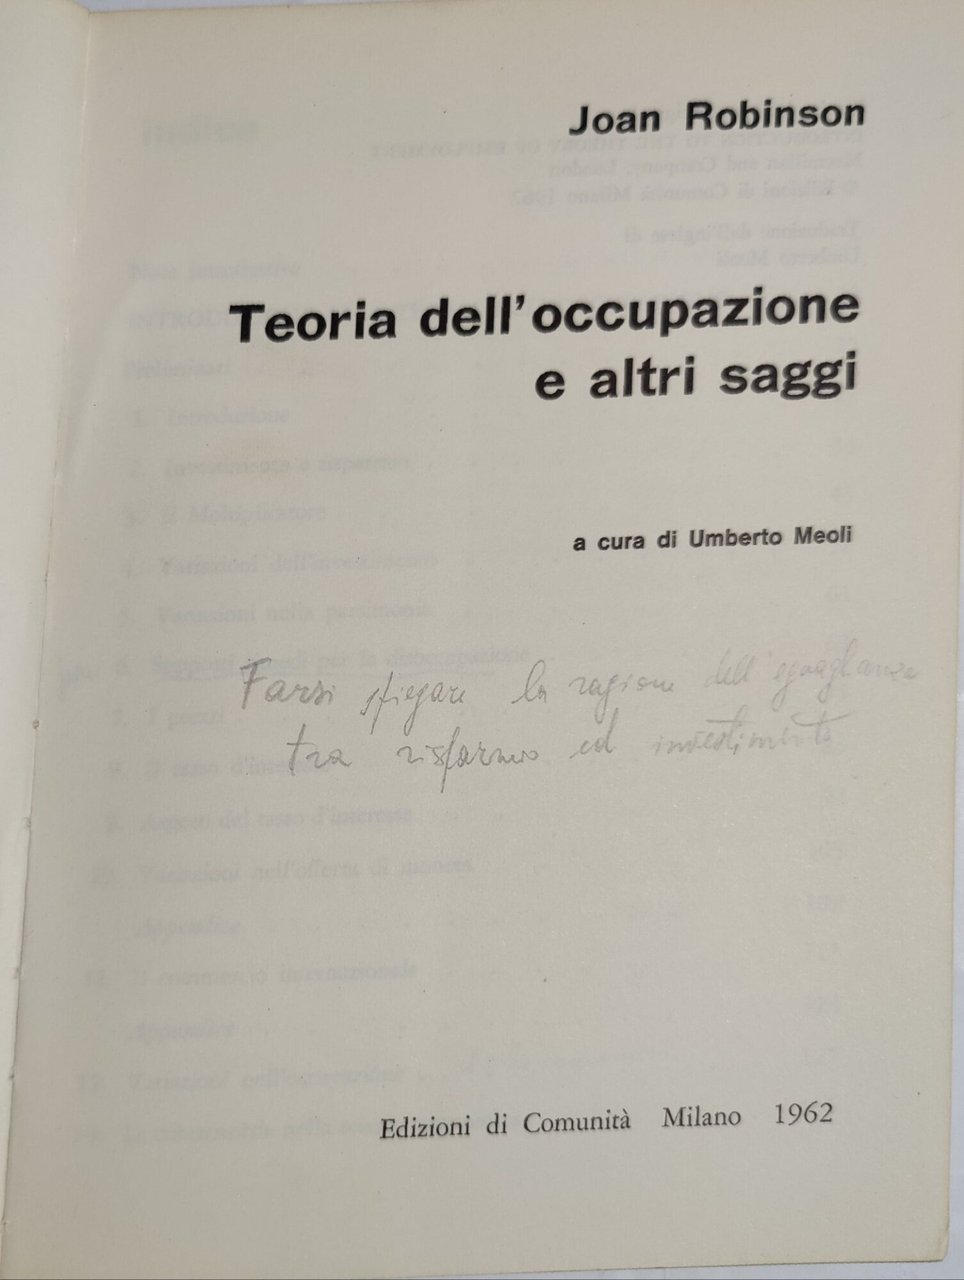 Joan Robinson
Teoria dell'occupazione
e altri saggi
a cura di Umberto Meoli
Farsi spiegare la ragione dell'eguaglianza
tra risparmio ed investimento
Edizioni di Comunità Milano 1962